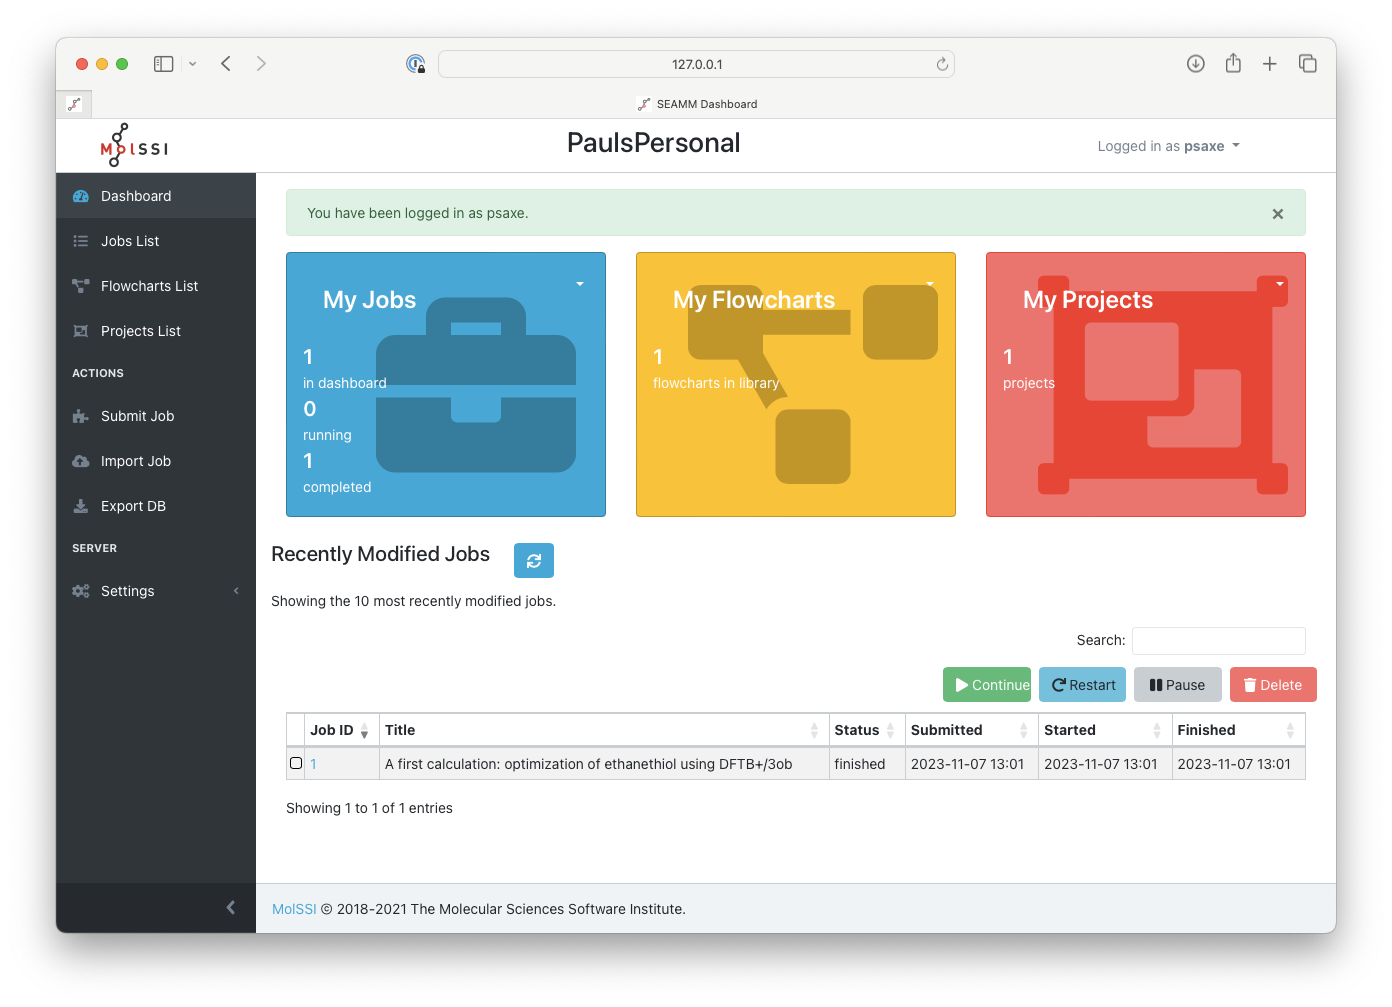 127.0.0.1
SEAMM Dashboard
MolSSI
PaulsPersonal
Logged in as psaxe
Dashboard
Jobs List
Flowcharts List
Projects List
ACTIONS
Submit Job
Import Job
Export DB
SERVER
Settings
You have been logged in as psaxe.
×
My Jobs
1
in dashboard
0
running
1
completed
My Flowcharts
1
flowcharts in library
My Projects
1
projects
Recently Modified Jobs
Showing the 10 most recently modified jobs.
Search:
Continue Restart Pause Delete
Job ID Title Status Submitted Started Finished
1 A first calculation: optimization of ethanethiol using DFTB+/3ob finished 2023-11-07 13:01 2023-11-07 13:01 2023-11-07 13:01
Showing 1 to 1 of 1 entries
MolSSI © 2018-2021 The Molecular Sciences Software Institute.